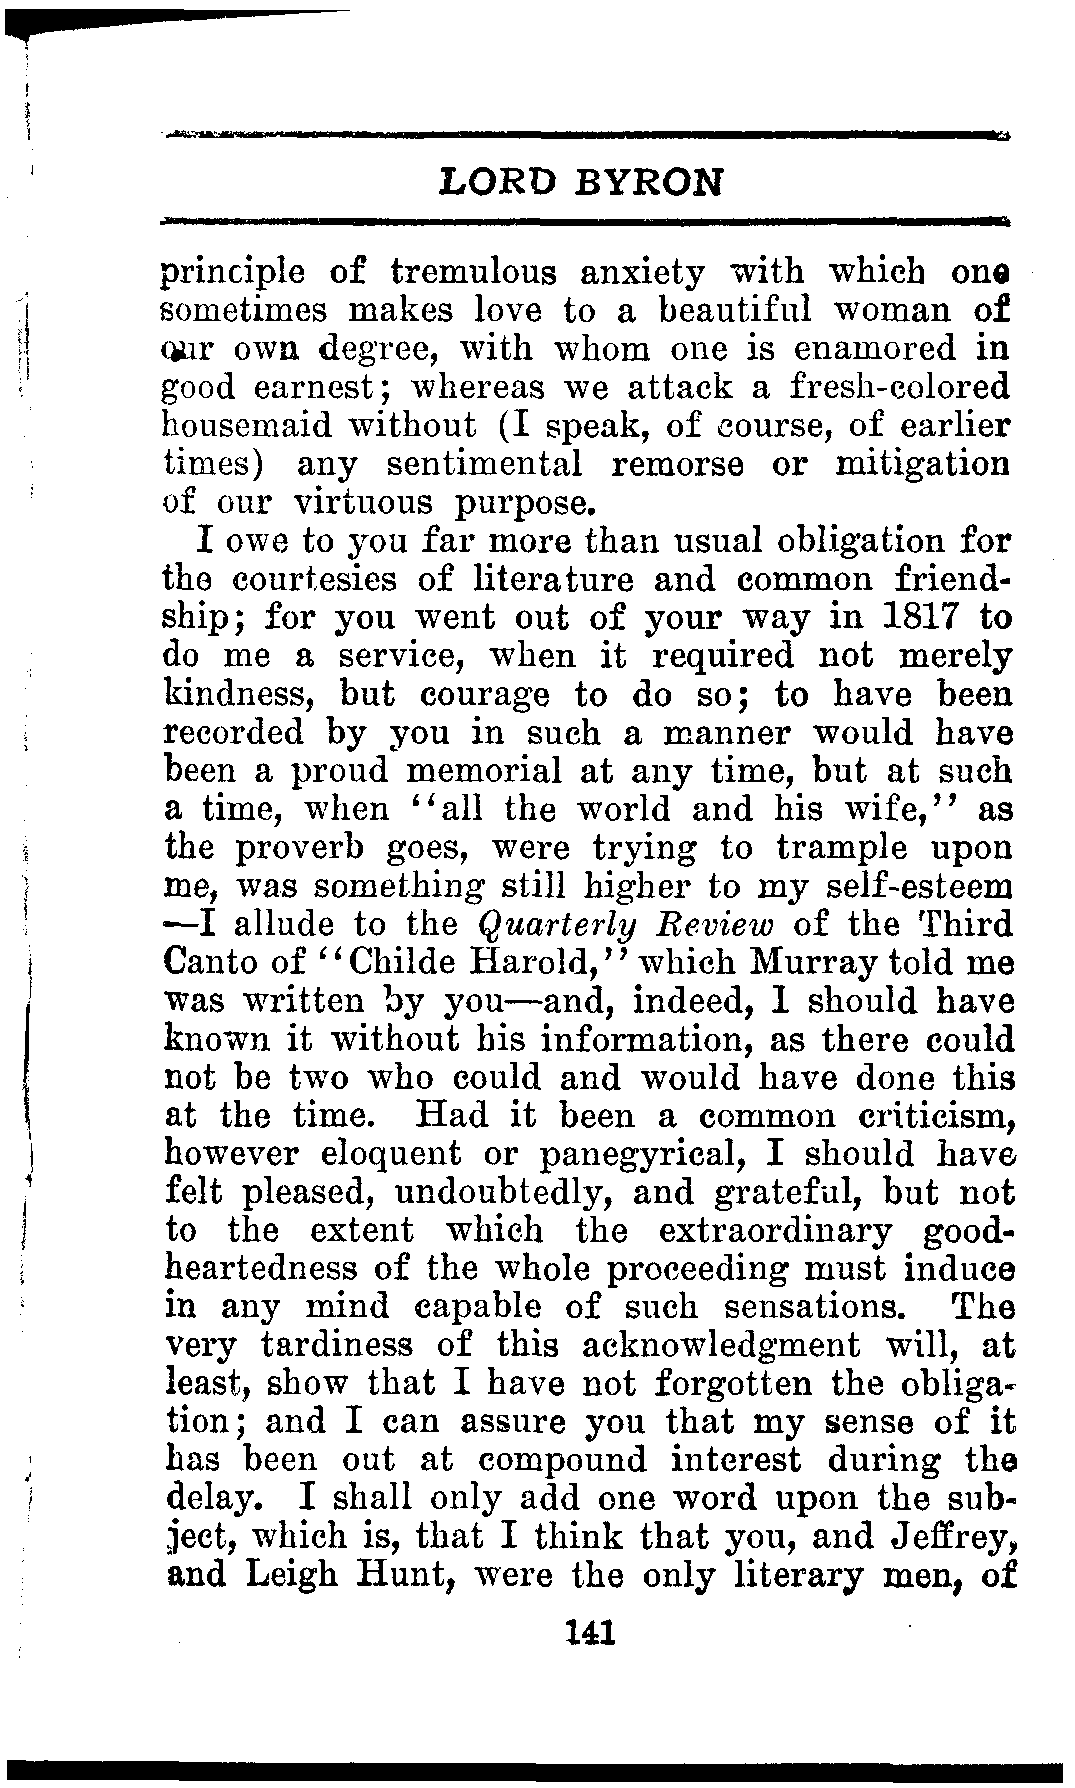 LORD BYRON
principle of tremulous anxiety with which one
sometimes makes love to a beautiful woman of
our own degree, with whom one is enamored in
good earnest; whereas we attack a fresh-colored
housemaid without (I speak, of course, of earlier
times) any sentimental remorse or mitigation
of our virtuous purpose.
I owe to you far more than usual obligation for
the courtesies of literature and common friend-
ship; for you went out of your way in 1817 to
do me a service, when it required not merely
kindness, but courage to do so; to have been
recorded by you in such a manner would have
been a proud memorial at any time, but at such
a time, when "all the world and his wife," as
the proverb goes, were trying to trample upon
me, was something still higher to my self-esteem
—I allude to the Quarterly Review of the Third
Canto of "Childe Harold," which Murray told me
was written by you—and, indeed, I should have
known it without his information, as there could
not be two who could and would have done this
at the time. Had it been a common criticism,
however eloquent or panegyrical, I should have
felt pleased, undoubtedly, and grateful, but not
to the extent which the extraordinary good-
heartedness of the whole proceeding must induce
in any mind capable of such sensations. The
very tardiness of this acknowledgment will, at
least, show that I have not forgotten the obliga-
tion; and I can assure you that my sense of it
has been out at compound interest during the
delay. I shall only add one word upon the sub-
ject, which is, that I think that you, and Jeffrey,
and Leigh Hunt, were the only literary men, of
141